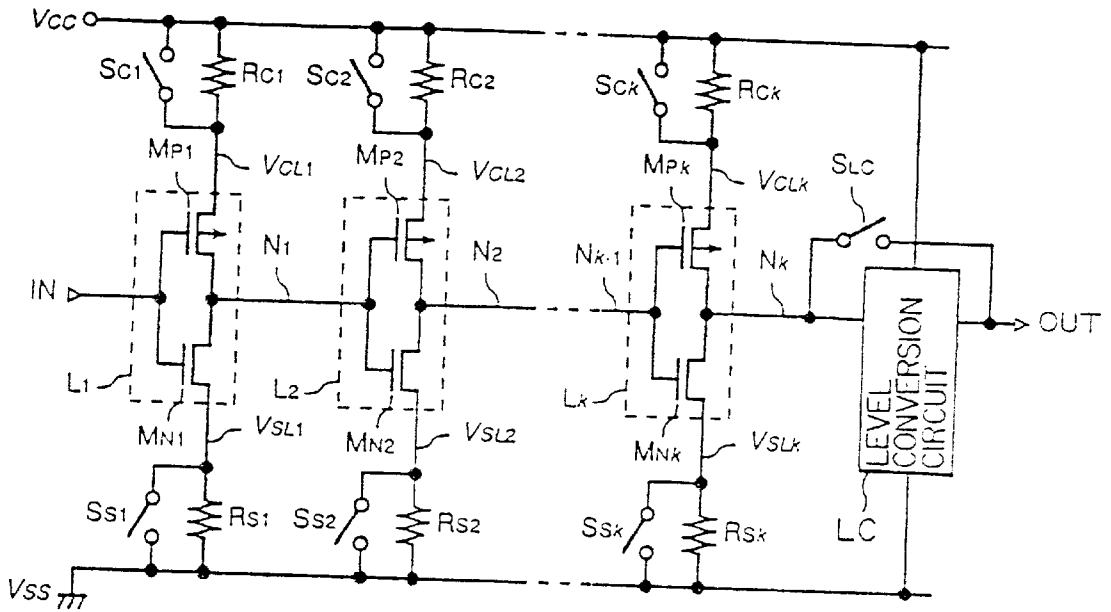 VCC
SC1
RC1
SC2
RC2
SCk
RCk
MP1
VCL1
MP2
VCL2
MPk
VCLk
SLC
IN
N1
N2
Nk-1
Nk
OUT
L1
L2
Lk
MN1
VSL1
MN2
VSL2
MNk
VSLk
LEVEL
CONVERSION
CIRCUIT
SS1
RS1
SS2
RS2
SSk
RSk
LC
VSS